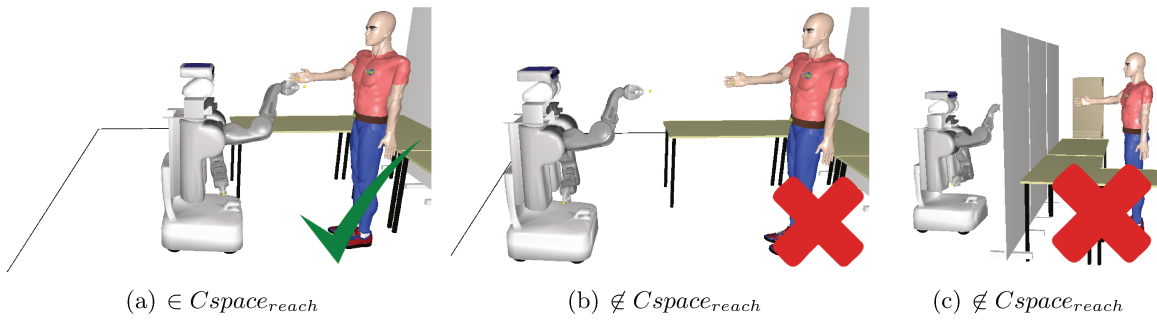 (a) ∈ Cspace_reach
(b) ∉ Cspace_reach
(c) ∉ Cspace_reach